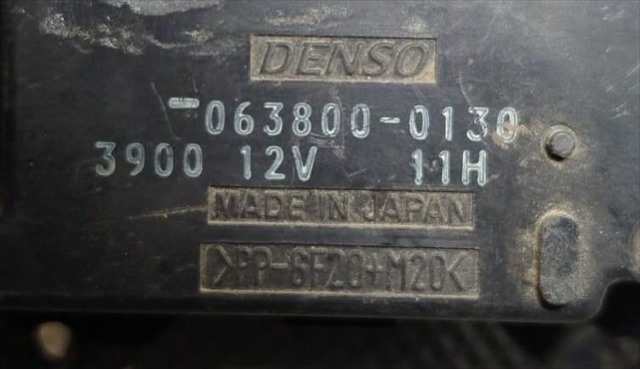 DENSO
-063800-0130
3900 12V 11H
MADE IN JAPAN
>PP-GF20+M20<